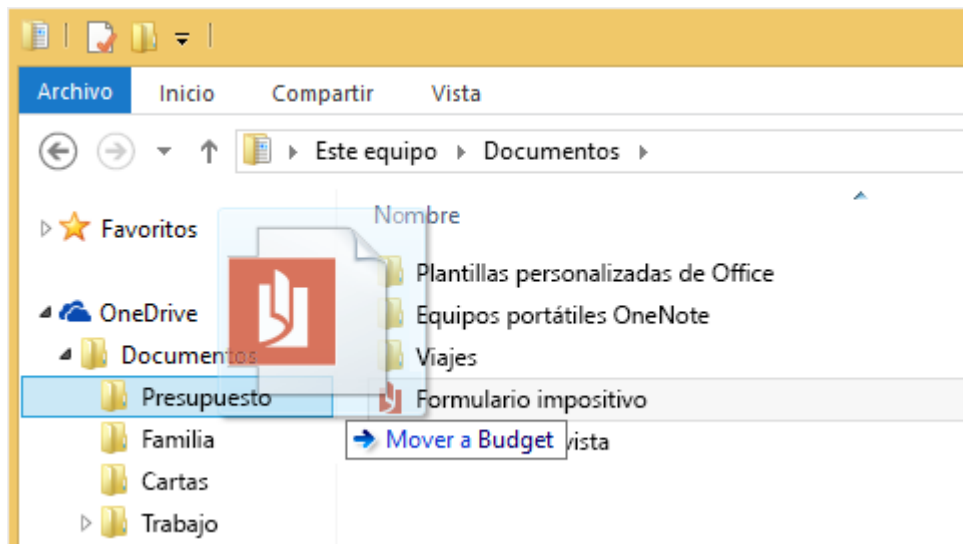 Archivo Inicio Compartir Vista
Este equipo Documentos
Favoritos
OneDrive
Documentos
Presupuesto
Familia
Cartas
Trabajo
Nombre
Plantillas personalizadas de Office
Equipos portátiles OneNote
Viajes
Formulario impositivo
Mover a Budget